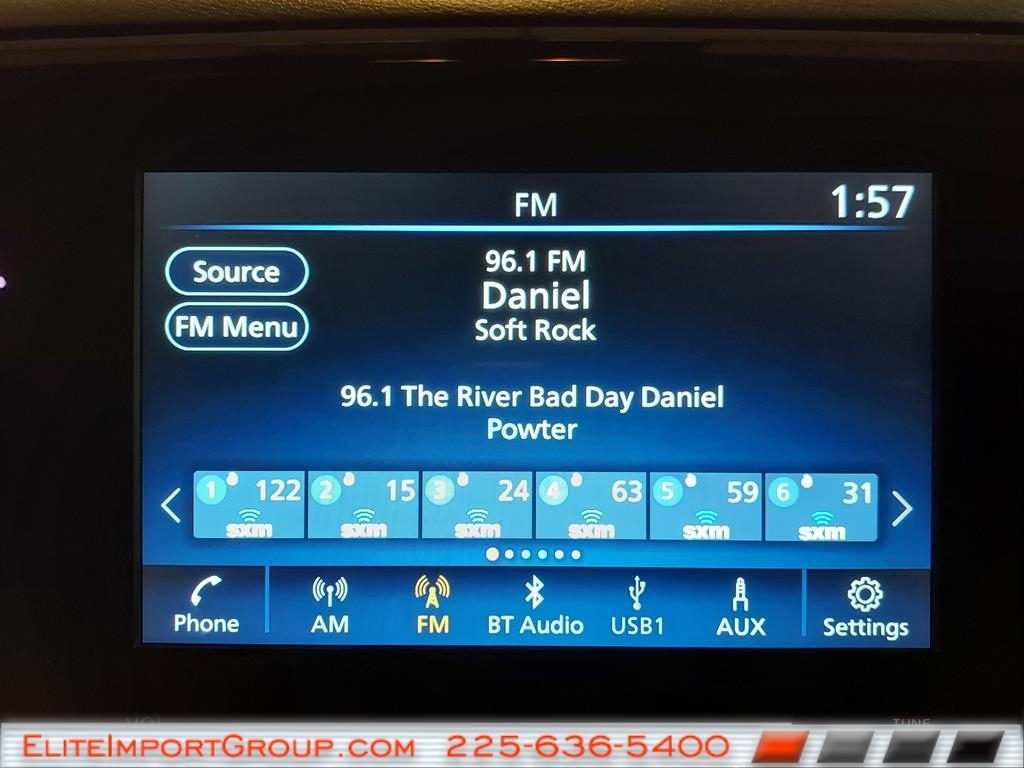 FM
1:57
Source
FM Menu
96.1 FM
Daniel
Soft Rock
96.1 The River Bad Day Daniel
Powter
1 122 2 15 3 24 4 63 5 59 6 31
sxm sxm sxm sxm sxm sxm
Phone AM FM BT Audio USB1 AUX Settings
VOL TUNE
EliteImportGroup.com 225-636-5400